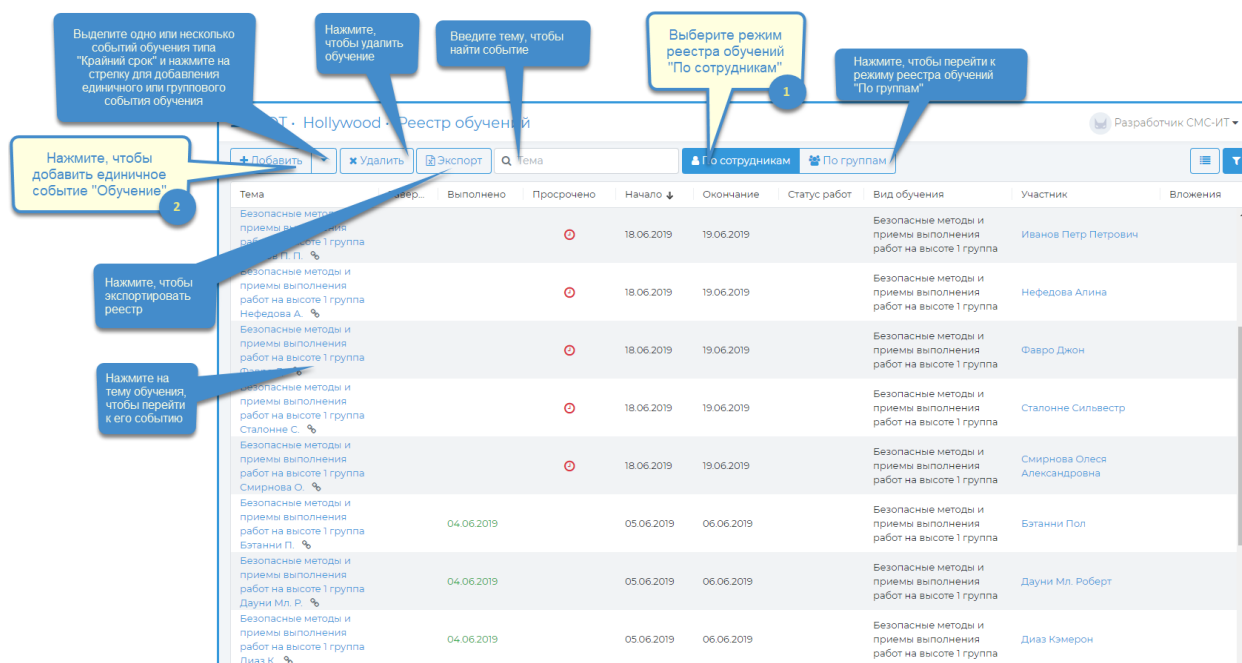 Выделите одно или несколько
событий обучения типа
"Крайний срок" и нажмите на
стрелку для добавления
единичного или группового
события обучения
Нажмите,
чтобы удалить
обучение
Введите тему, чтобы
найти событие
Выберите режим
реестра обучений
"По сотрудникам"
1
Нажмите, чтобы перейти к
режиму реестра обучений
"По группам"
Hollywood · Реестр обучений
Разработчик СМС-ИТ
Нажмите, чтобы
добавить единичное
событие "Обучение"
2
+ Добавить
Удалить
Экспорт
Тема
По сотрудникам
По группам
Тема Выполнено Просрочено Начало ↓ Окончание Статус работ Вид обучения Участник Вложения
Безопасные методы и
приемы выполнения
18.06.2019 19.06.2019
Безопасные методы и
приемы выполнения
работ на высоте 1 группа
Иванов Петр Петрович
Нажмите, чтобы
экспортировать
реестр
Безопасные методы и
приемы выполнения
работ на высоте 1 группа
Нефедова А.
18.06.2019 19.06.2019
Безопасные методы и
приемы выполнения
работ на высоте 1 группа
Нефедова Алина
Безопасные методы и
приемы выполнения
работ на высоте 1 группа
18.06.2019 19.06.2019
Безопасные методы и
приемы выполнения
работ на высоте 1 группа
Фавро Джон
Нажмите на
тему обучения,
чтобы перейти
к его событию
Безопасные методы и
приемы выполнения
работ на высоте 1 группа
Сталонне С.
18.06.2019 19.06.2019
Безопасные методы и
приемы выполнения
работ на высоте 1 группа
Сталонне Сильвестр
Безопасные методы и
приемы выполнения
работ на высоте 1 группа
Смирнова О.
18.06.2019 19.06.2019
Безопасные методы и
приемы выполнения
работ на высоте 1 группа
Смирнова Олеся
Александровна
Безопасные методы и
приемы выполнения
работ на высоте 1 группа
Бэтанни П.
04.06.2019 05.06.2019 06.06.2019
Безопасные методы и
приемы выполнения
работ на высоте 1 группа
Бэтанни Пол
Безопасные методы и
приемы выполнения
работ на высоте 1 группа
Дауни Мл. Р.
04.06.2019 05.06.2019 06.06.2019
Безопасные методы и
приемы выполнения
работ на высоте 1 группа
Дауни Мл. Роберт
Безопасные методы и
приемы выполнения
работ на высоте 1 группа
Диаз К.
04.06.2019 05.06.2019 06.06.2019
Безопасные методы и
приемы выполнения
работ на высоте 1 группа
Диаз Кэмерон